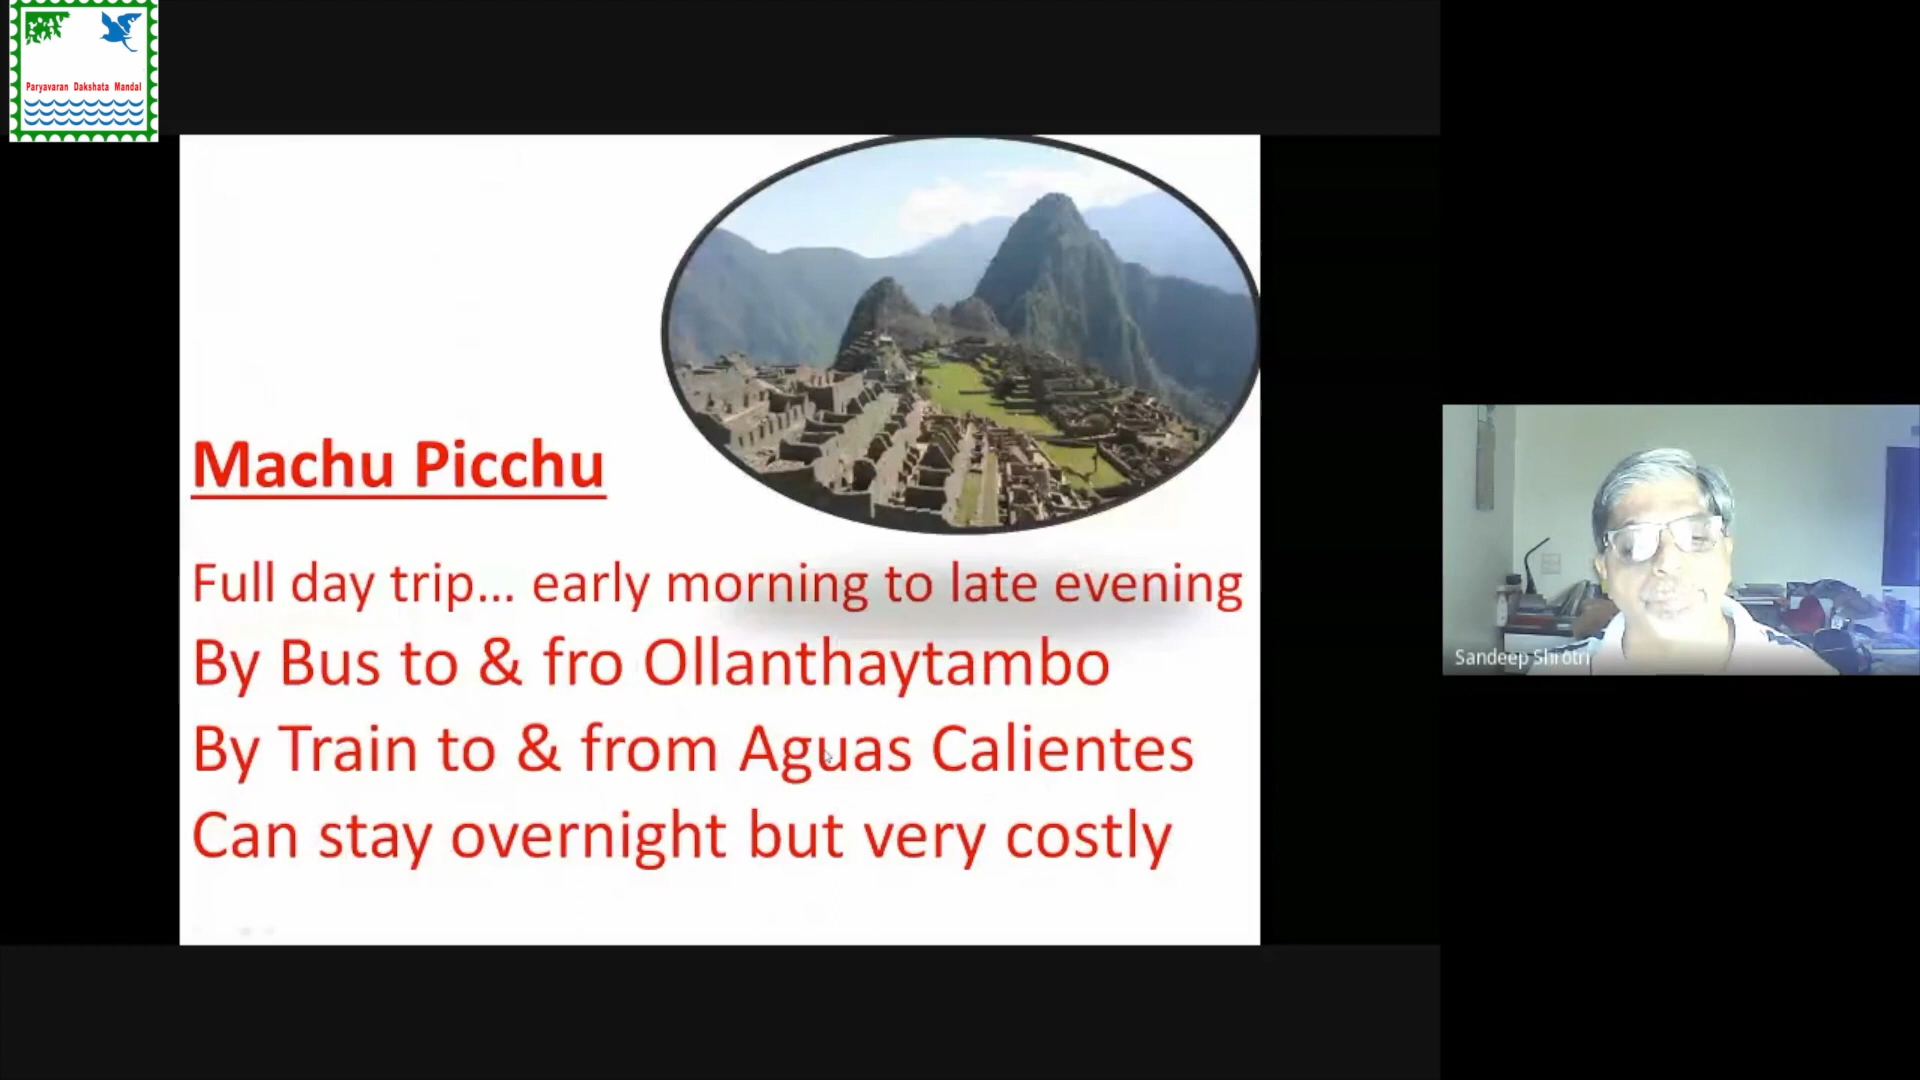 Paryavaran Dakshata Mandal
Machu Picchu
Full day trip... early morning to late evening
By Bus to & fro Ollanthaytambo
By Train to & from Aguas Calientes
Can stay overnight but very costly
Sandeep Shrotri